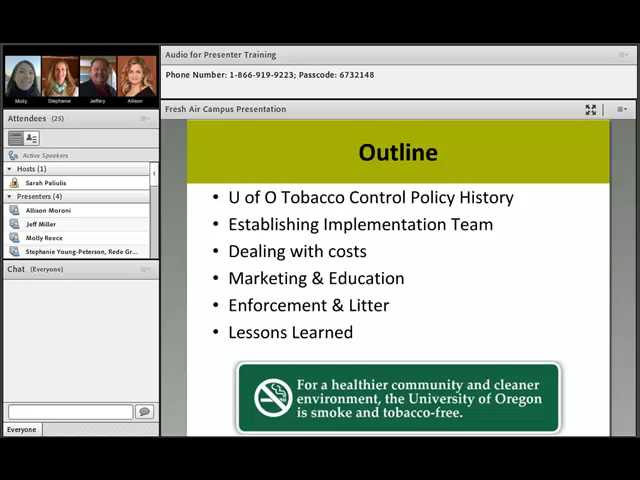 Molly
Stephanie
Jeffery
Allison
Attendees (25)
Active Speakers
Hosts (1)
Sarah Paliulis
Presenters (4)
Allison Moroni
Jeff Miller
Molly Reece
Stephanie Young-Peterson, Rede Gr...
Chat (Everyone)
Everyone
Audio for Presenter Training
Phone Number: 1-866-919-9223; Passcode: 6732148
Fresh Air Campus Presentation
Outline
• U of O Tobacco Control Policy History
• Establishing Implementation Team
• Dealing with costs
• Marketing & Education
• Enforcement & Litter
• Lessons Learned
For a healthier community and cleaner
environment, the University of Oregon
is smoke and tobacco-free.